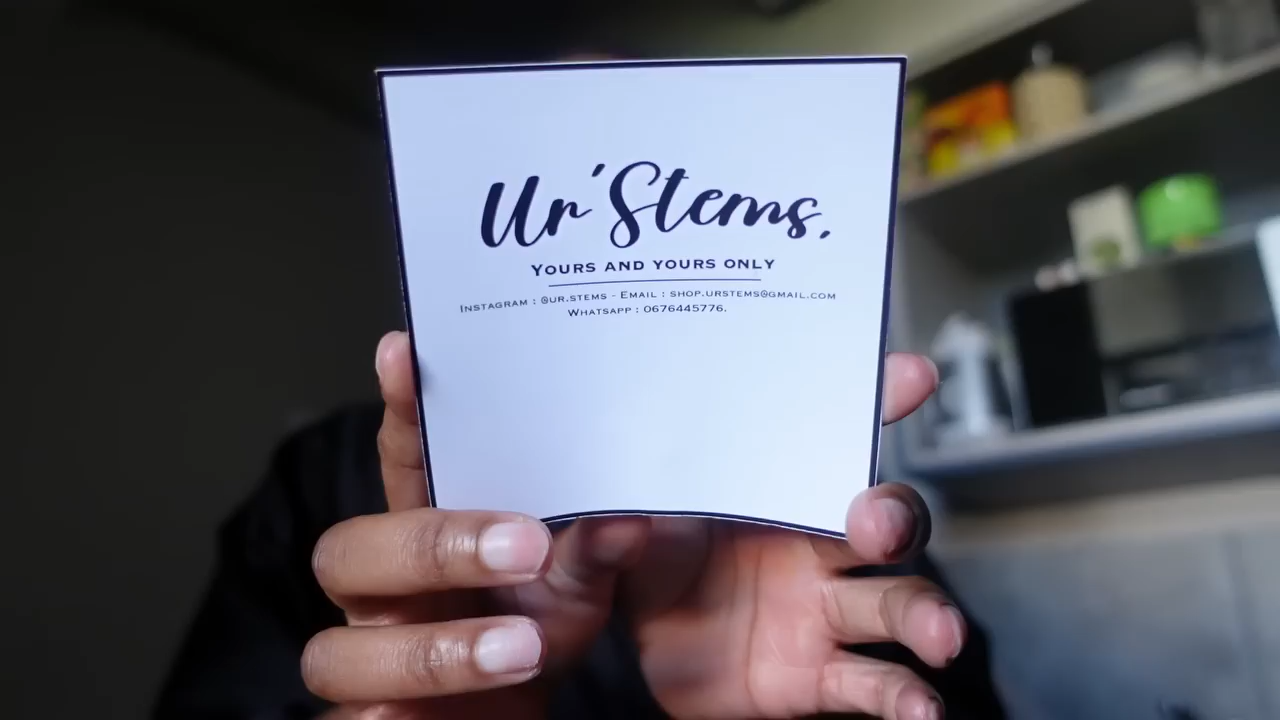 Ur'Stems.
YOURS AND YOURS ONLY
INSTAGRAM : @UR.STEMS - EMAIL : SHOP.URSTEMS@GMAIL.COM
WHATSAPP : 0676445776.